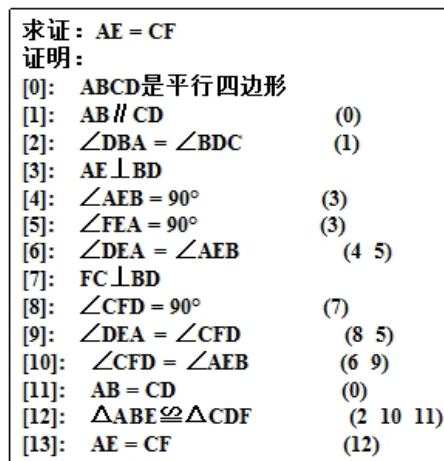 求证：AE = CF
证明：
[0]: ABCD是平行四边形
[1]: AB∥CD (0)
[2]: ∠DBA = ∠BDC (1)
[3]: AE⊥BD
[4]: ∠AEB = 90° (3)
[5]: ∠FEA = 90° (3)
[6]: ∠DEA = ∠AEB (4 5)
[7]: FC⊥BD
[8]: ∠CFD = 90° (7)
[9]: ∠DEA = ∠CFD (8 5)
[10]: ∠CFD = ∠AEB (6 9)
[11]: AB = CD (0)
[12]: △ABE≌△CDF (2 10 11)
[13]: AE = CF (12)